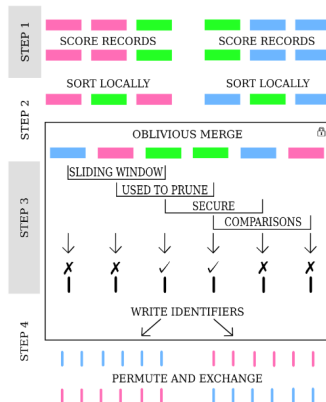 STEP 1
SCORE RECORDS
SCORE RECORDS
SORT LOCALLY
SORT LOCALLY
STEP 2
OBLIVIOUS MERGE
STEP 3
SLIDING WINDOW
USED TO PRUNE
SECURE
COMPARISONS
✗ ✗ ✓ ✓ ✗ ✗
WRITE IDENTIFIERS
STEP 4
PERMUTE AND EXCHANGE